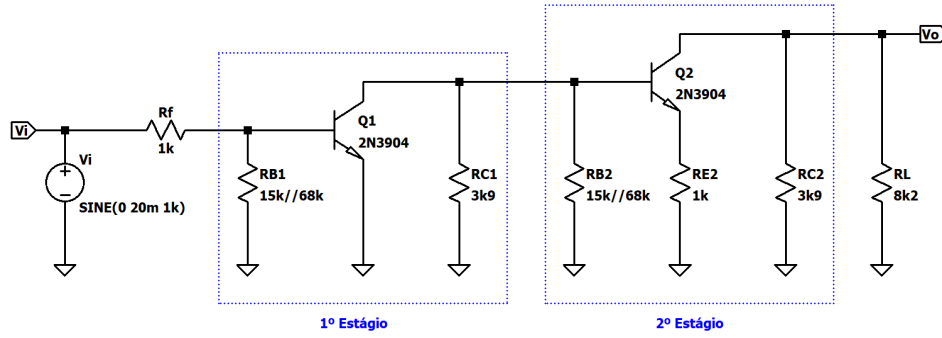 Vi
Vi
SINE(0 20m 1k)
Rf
1k
RB1
15k//68k
Q1
2N3904
RC1
3k9
1º Estágio
RB2
15k//68k
Q2
2N3904
RE2
1k
RC2
3k9
2º Estágio
RL
8k2
Vo